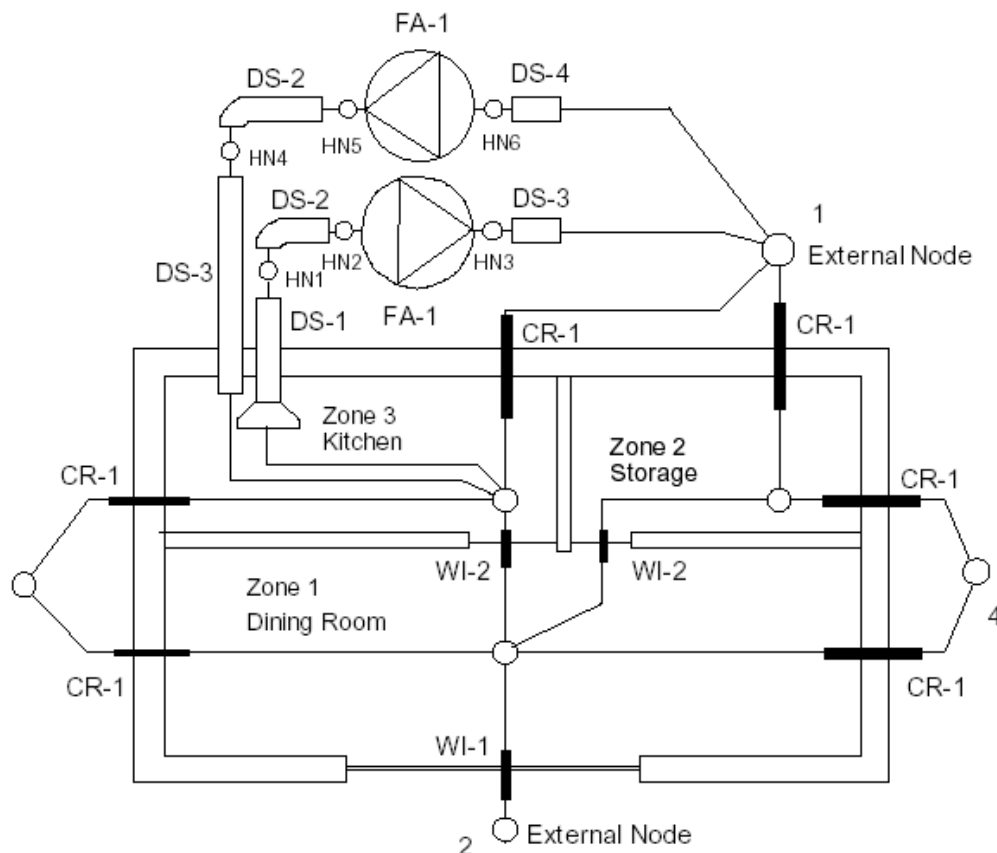 FA-1
DS-2
DS-4
HN5
HN6
HN4
DS-2
DS-3
1
External Node
HN1
HN2
HN3
DS-3
DS-1
FA-1
CR-1
CR-1
Zone 3
Kitchen
Zone 2
Storage
CR-1
CR-1
WI-2
WI-2
Zone 1
Dining Room
4
CR-1
CR-1
WI-1
2
External Node